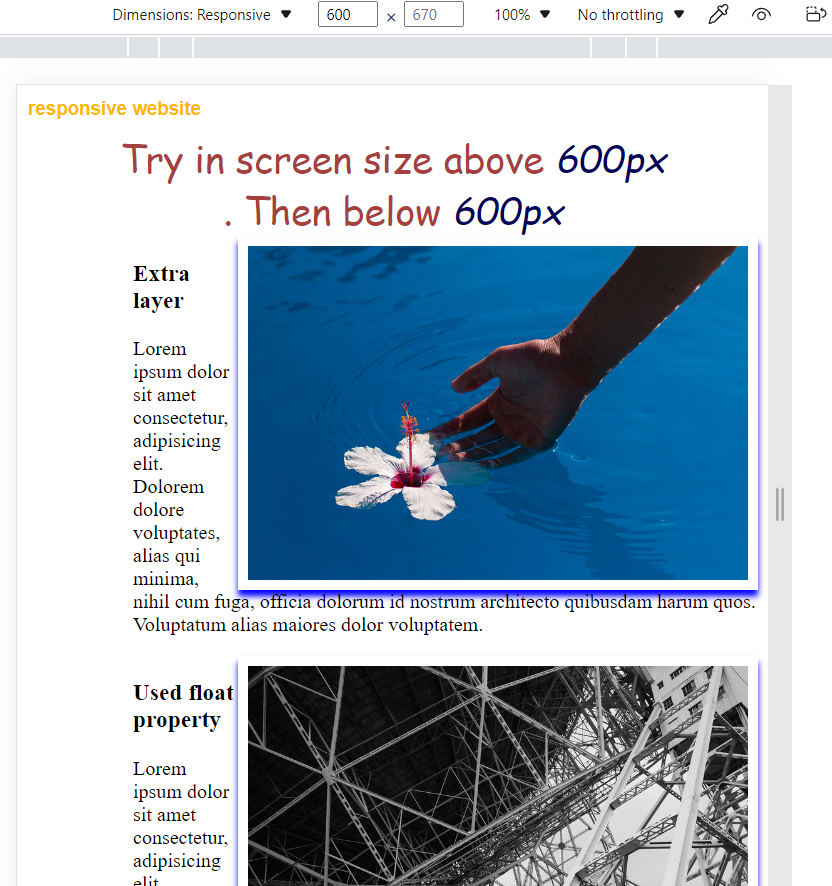 Dimensions: Responsive 600 × 670 100% No throttling
responsive website
Try in screen size above 600px
. Then below 600px
Extra
layer
Lorem
ipsum dolor
sit amet
consectetur,
adipisicing
elit.
Dolorem
dolore
voluptates,
alias qui
minima,
nihil cum fuga, officia dolorum id nostrum architecto quibusdam harum quos.
Voluptatum alias maiores dolor voluptatem.
Used float
property
Lorem
ipsum dolor
sit amet
consectetur,
adipisicing
elit.